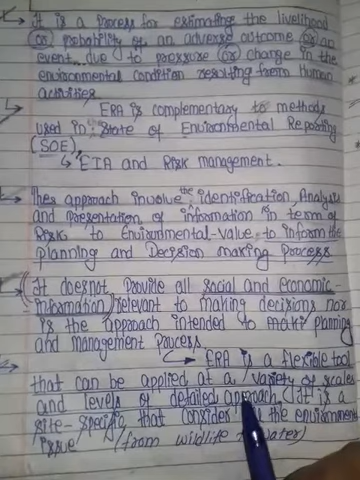 It is a process for estimating the livelihood
(or) probability of an adverse outcome (or) an
event due to pressure (or) change in the
environmental condition resulting from Human
activities
ERA is complementary to methods
used in State of Environmental Reporting
(SOE)
EIA and Risk management.
Thes approach involve the identification, Analysis
and presentation of information in term of
Risk to Environmental-Value to inform the
planning and Decision making Process
(It doesnot Provide all social and economic-
information) relevant to making decisions nor
is the approach intended to make planning
and management Process
ERA is a flexible tool
that can be applied at a variety of scales
and levels of detailed approach. It is a
site-specific that consider the environment
issue (from wildlife water)